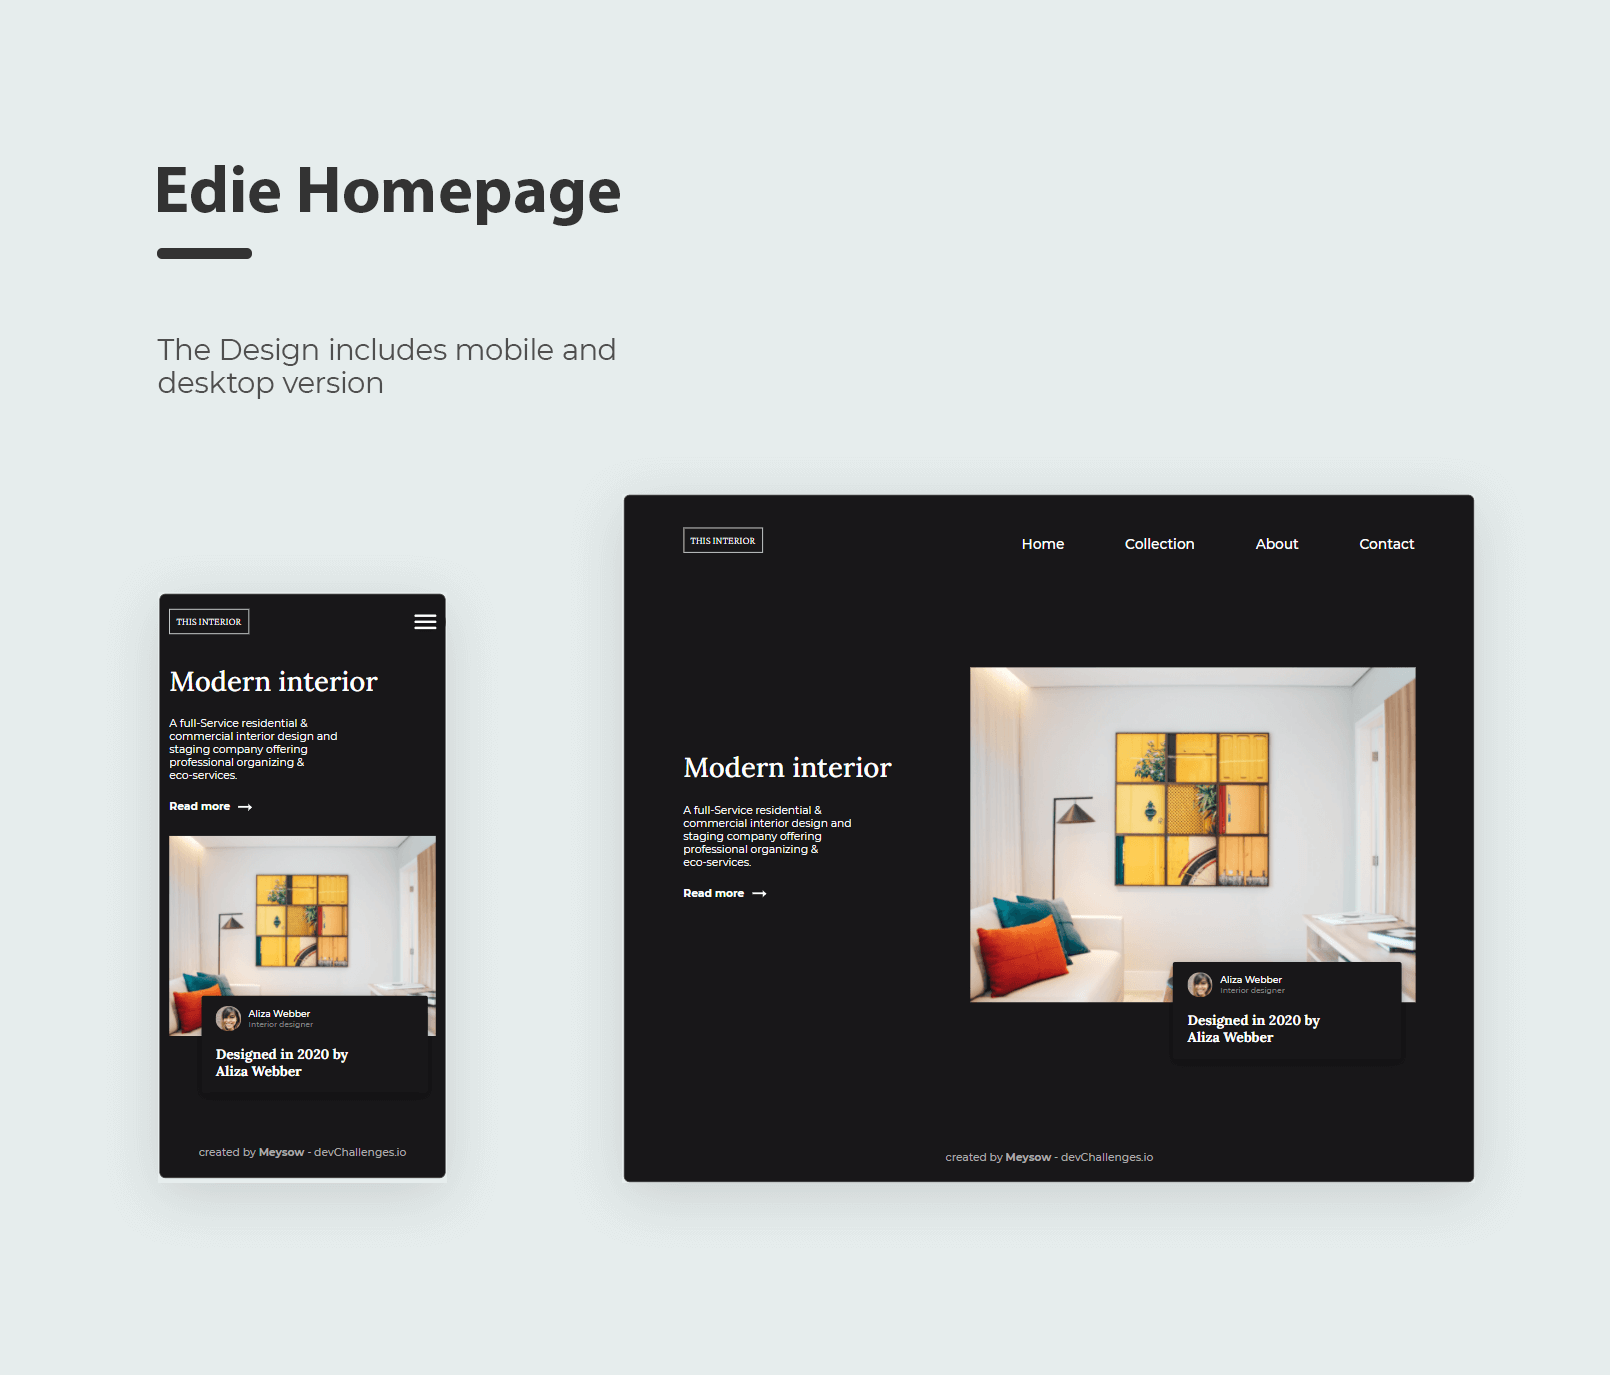 Edie Homepage
The Design includes mobile and
desktop version
THIS INTERIOR
Modern interior
A full-Service residential &
commercial interior design and
staging company offering
professional organizing &
eco-services.
Read more
Aliza Webber
Interior designer
Designed in 2020 by
Aliza Webber
created by Meysow - devChallenges.io
THIS INTERIOR
Home Collection About Contact
Modern interior
A full-Service residential &
commercial interior design and
staging company offering
professional organizing &
eco-services.
Read more
Aliza Webber
Interior designer
Designed in 2020 by
Aliza Webber
created by Meysow - devChallenges.io